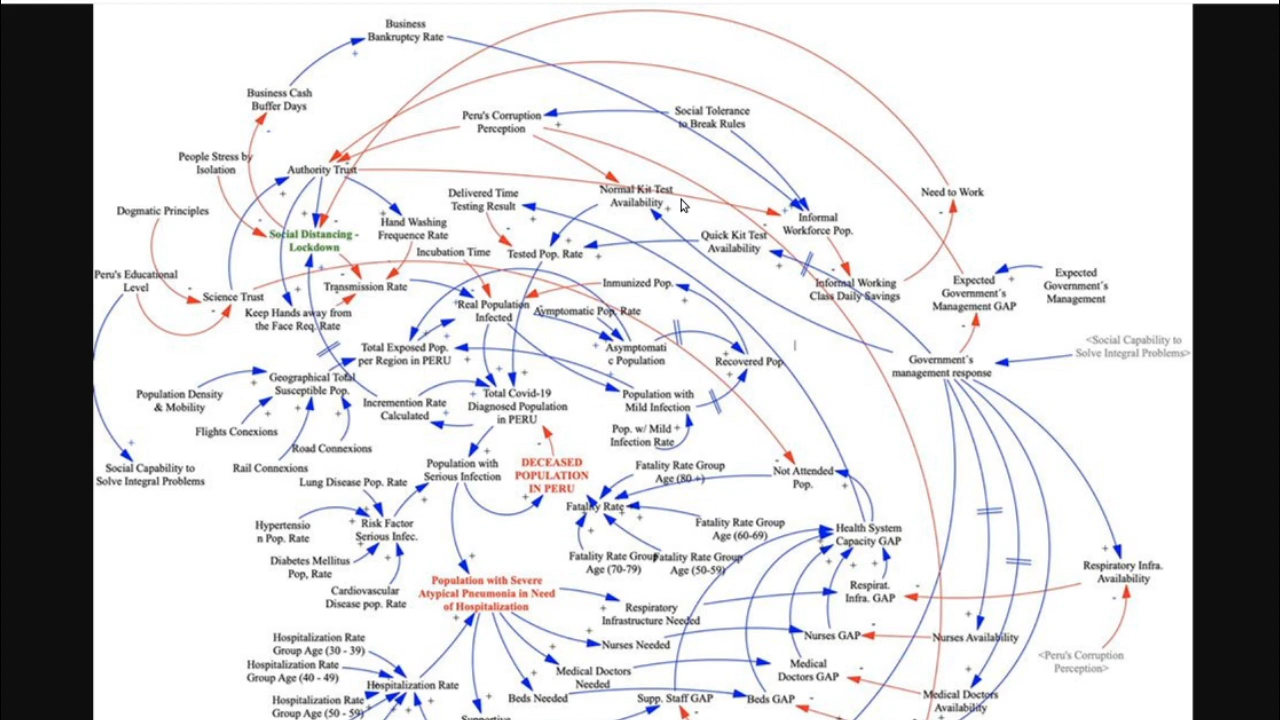 Business
Bankruptcy Rate
Business Cash
Buffer Days
Peru's Corruption
Perception
Social Tolerance
to Break Rules
People Stress by
Isolation
Authority Trust
Normal Kit Test
Availability
Need to Work
Delivered Time
Testing Result
Dogmatic Principles
Hand Washing
Frequence Rate
Informal
Workforce Pop.
Social Distancing -
Lockdown
Quick Kit Test
Availability
Incubation Time
Tested Pop. Rate
Peru's Educational
Level
Science Trust
Transmission Rate
Inmunized Pop.
Informal Working
Class Daily Savings
Expected
Government's
Management GAP
Expected
Government's
Management
Keep Hands away from
the Face Req. Rate
Real Population
Infected
Aymptomatic Pop. Rate
Total Exposed Pop.
per Region in PERU
Asymptomati
c Population
Recovered Pop
Government's
management response
<Social Capability to
Solve Integral Problems>
Geographical Total
Susceptible Pop.
Population Density
& Mobility
Incremention Rate
Calculated
Total Covid-19
Diagnosed Population
in PERU
Population with
Mild Infection
Flights Conexions
Pop. w/ Mild
Infection Rate
Road Connexions
Rail Connexions
Social Capability to
Solve Integral Problems
Population with
Serious Infection
DECEASED
POPULATION
IN PERU
Fatality Rate Group
Age (80 +)
Not Attended
Pop.
Lung Disease Pop. Rate
Fatality Rate
Hypertensio
n Pop. Rate
Risk Factor
Serious Infec.
Fatality Rate Group
Age (60-69)
Health System
Capacity GAP
Diabetes Mellitus
Pop, Rate
Fatality Rate Group
Age (70-79)
Fatality Rate Group
Age (50-59)
Respiratory Infra.
Availability
Cardiovascular
Disease pop. Rate
Population with Severe
Atypical Pneumonia in Need
of Hospitalization
Respirat.
Infra. GAP
Respiratory
Infrastructure Needed
Hospitalization Rate
Group Age (30 - 39)
Nurses Needed
Nurses GAP
Nurses Availability
<Peru's Corruption
Perception>
Hospitalization Rate
Group Age (40 - 49)
Medical Doctors
Needed
Medical
Doctors GAP
Hospitalization Rate
Hospitalization Rate
Group Age (50 - 59)
Beds Needed
Supp. Staff GAP
Beds GAP
Medical Doctors
Availability
Supportive